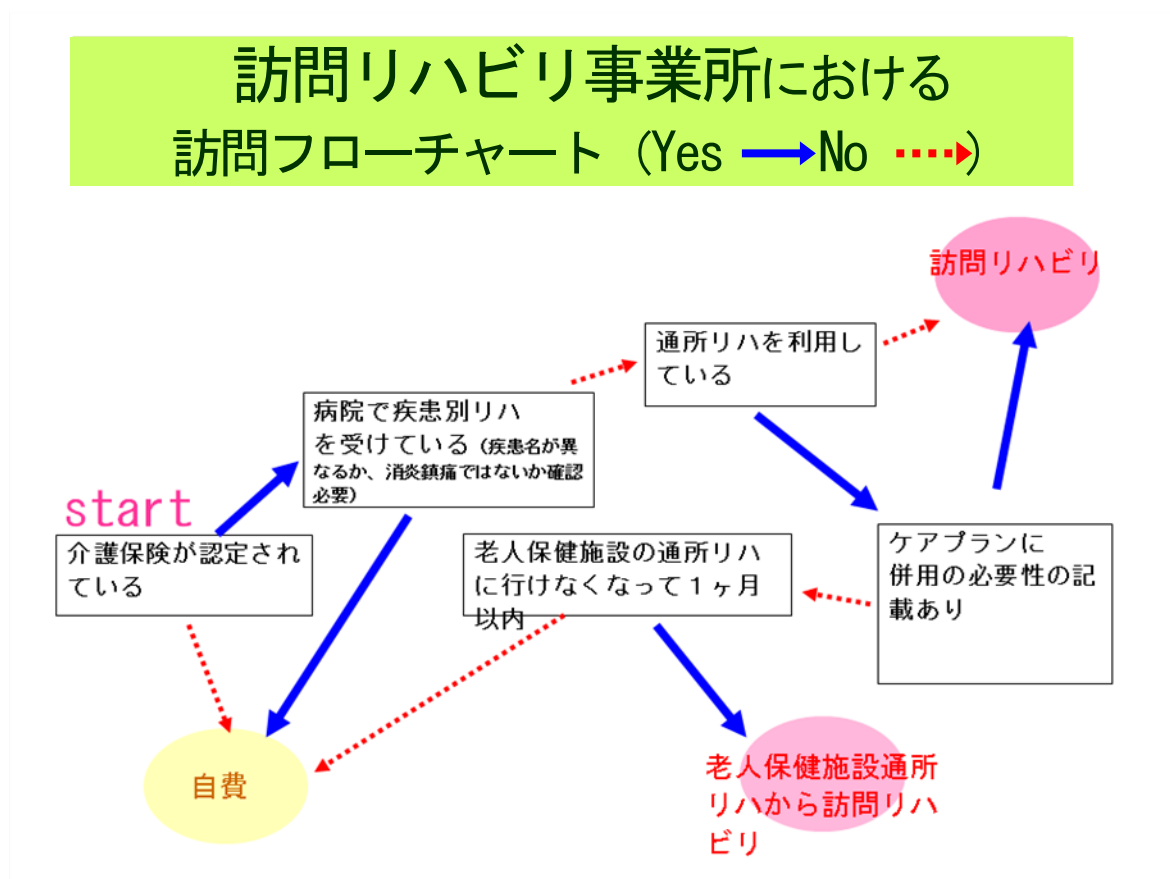 訪問リハビリ事業所における
訪問フローチャート（Yes No ）
訪問リハビリ
通所リハを利用し
ている
病院で疾患別リハ
を受けている（疾患名が異
なるか、消炎鎮痛ではないか確認
必要）
start
介護保険が認定され
ている
老人保健施設の通所リハ
に行けなくなって１ヶ月
以内
ケアプランに
併用の必要性の記
載あり
自費
老人保健施設通所
リハから訪問リハ
ビリ